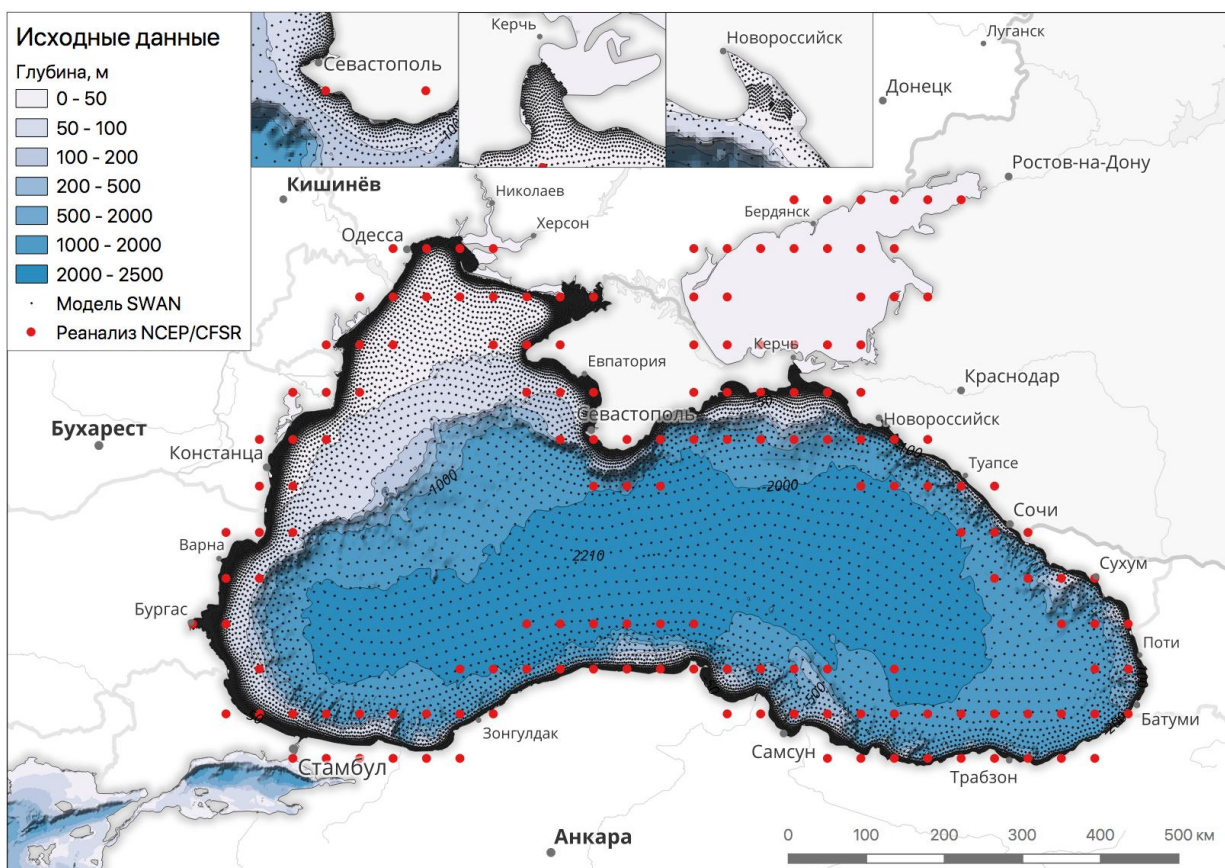 Исходные данные
Глубина, м
0 - 50
50 - 100
100 - 200
200 - 500
500 - 2000
1000 - 2000
2000 - 2500
Модель SWAN
Реанализ NCEP/CFSR
Севастополь
Керчь
Новороссийск
Луганск
Донецк
Ростов-на-Дону
Кишинёв
Николаев
Херсон
Одесса
Бердянск
Евпатория
Керчь
Краснодар
Севастополь
Новороссийск
Бухарест
Констанца
1000
2000
100
Туапсе
Сочи
Варна
2210
Сухум
Бургас
Поти
500
Зонгулдак
Батуми
Самсун
Стамбул
Трабзон
Анкара
0 100 200 300 400 500 км